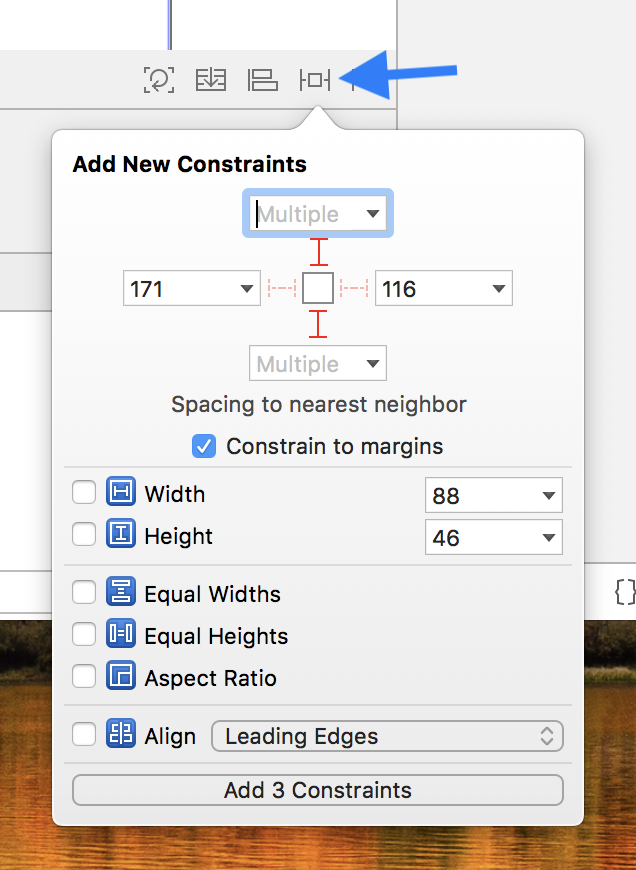 Add New Constraints
Multiple
171
116
Multiple
Spacing to nearest neighbor
Constrain to margins
Width
88
Height
46
Equal Widths
Equal Heights
Aspect Ratio
Align
Leading Edges
Add 3 Constraints
{}